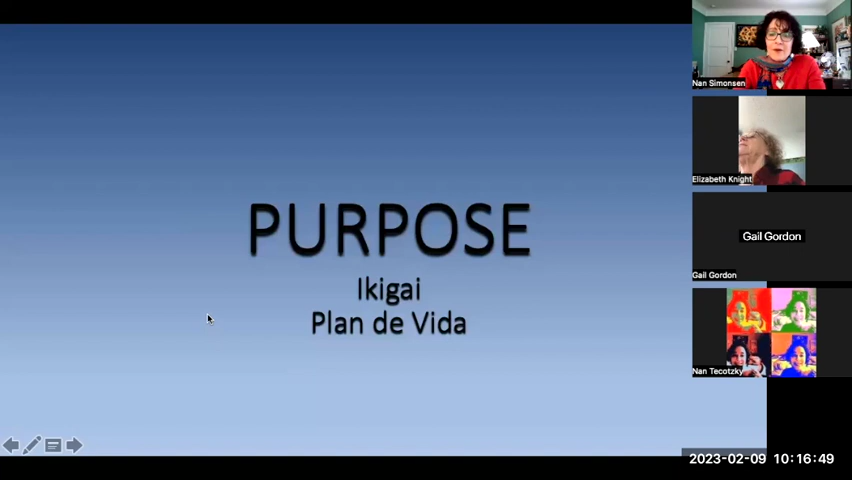 PURPOSE
Ikigai
Plan de Vida
Nan Simonsen
Elizabeth Knight
Gail Gordon
Gail Gordon
Nan Tecotzky
2023-02-09 10:16:49